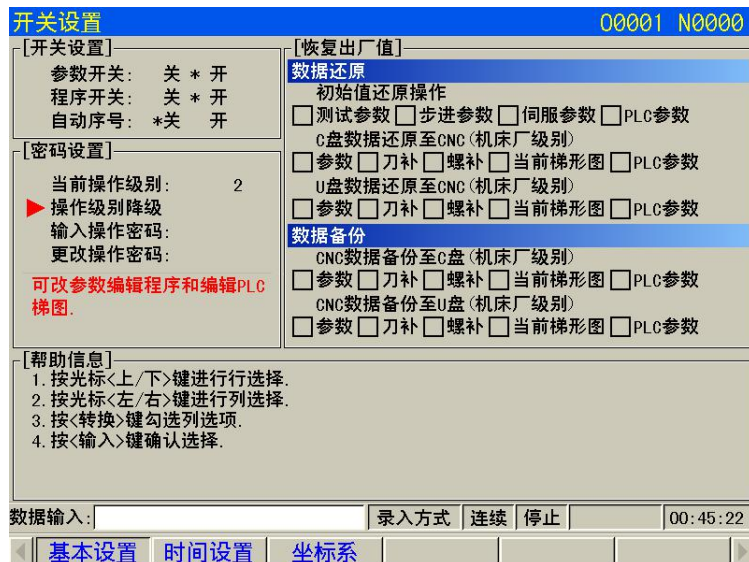 开关设置 O0001 N0000
[开关设置]
参数开关: 关 * 开
程序开关: 关 * 开
自动序号: *关 开
[密码设置]
当前操作级别: 2
操作级别降级
输入操作密码:
更改操作密码:
可改参数编辑程序和编辑PLC
梯图.
[恢复出厂值]
数据还原
初始值还原操作
测试参数 步进参数 伺服参数 PLC参数
C盘数据还原至CNC(机床厂级别)
参数 刀补 螺补 当前梯形图 PLC参数
U盘数据还原至CNC(机床厂级别)
参数 刀补 螺补 当前梯形图 PLC参数
数据备份
CNC数据备份至C盘(机床厂级别)
参数 刀补 螺补 当前梯形图 PLC参数
CNC数据备份至U盘(机床厂级别)
参数 刀补 螺补 当前梯形图 PLC参数
[帮助信息]
1. 按光标<上/下>键进行行选择.
2. 按光标<左/右>键进行列选择.
3. 按<转换>键勾选列选项.
4. 按<输入>键确认选择.
数据输入: 录入方式 连续 停止 00:45:22
基本设置 时间设置 坐标系